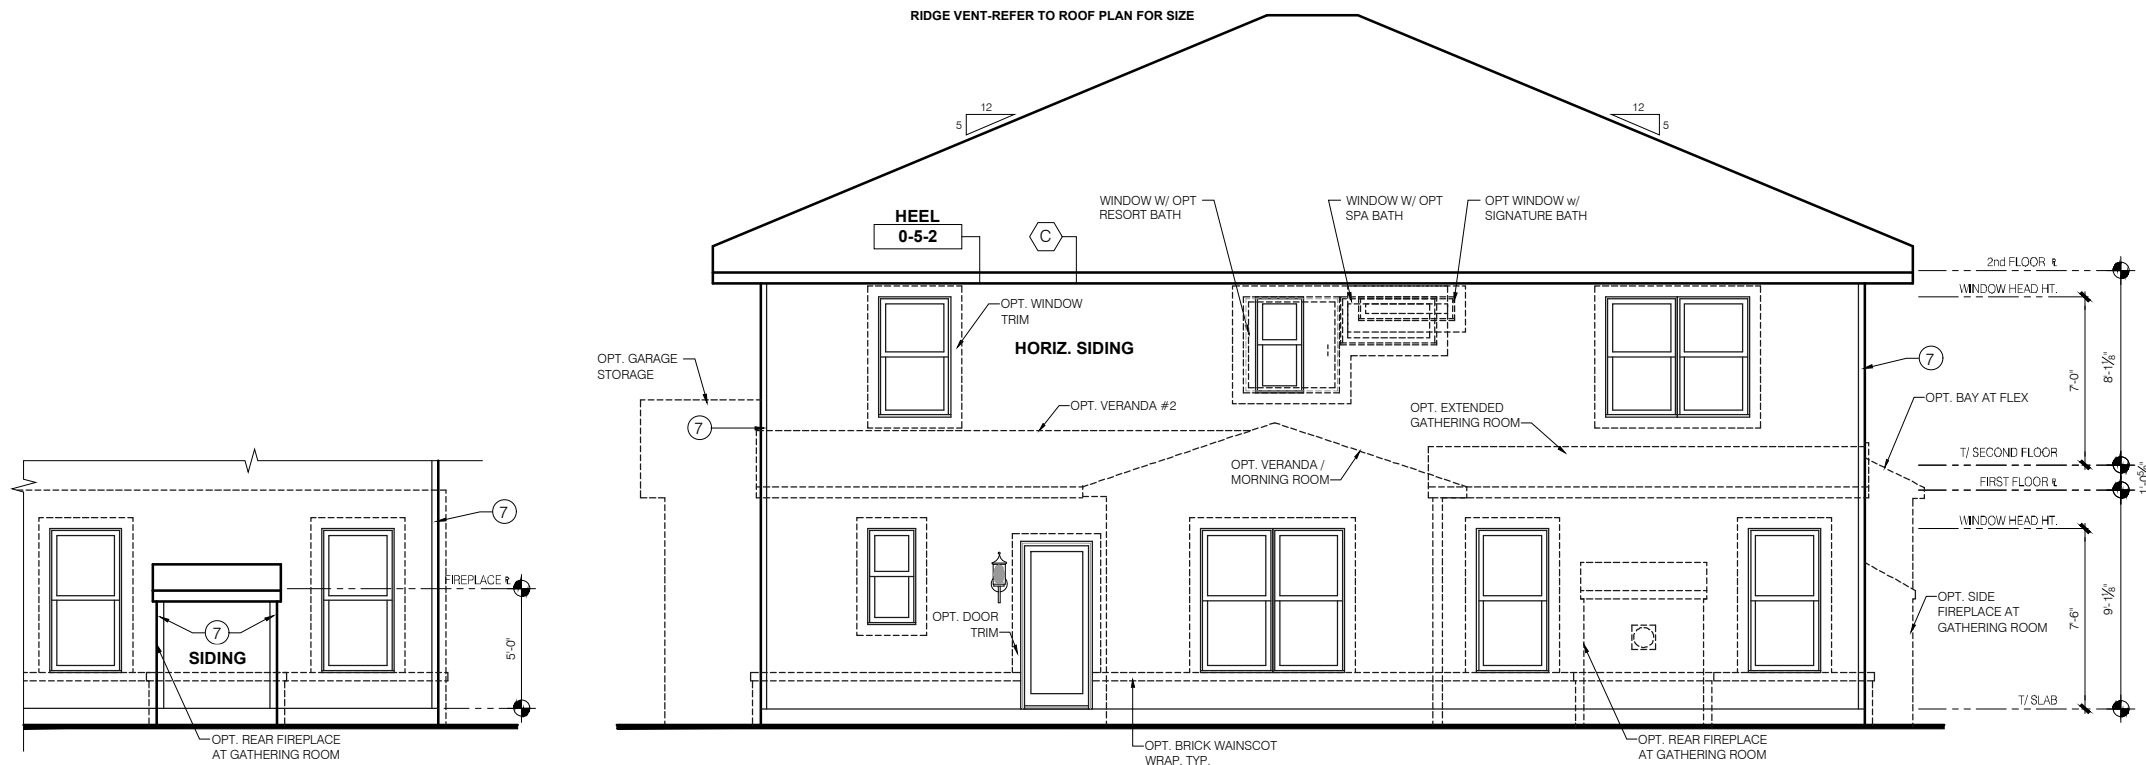 RIDGE VENT-REFER TO ROOF PLAN FOR SIZE
12
5
12
5
HEEL
0-5-2
C
WINDOW W/ OPT
RESORT BATH
WINDOW W/ OPT
SPA BATH
OPT WINDOW w/
SIGNATURE BATH
2nd FLOOR ℄
WINDOW HEAD HT.
OPT. WINDOW
TRIM
HORIZ. SIDING
OPT. GARAGE
STORAGE
7
7
7'-0"
8'-1⅛"
OPT. VERANDA #2
OPT. EXTENDED
GATHERING ROOM
OPT. BAY AT FLEX
OPT. VERANDA /
MORNING ROOM
T/ SECOND FLOOR
FIRST FLOOR ℄
WINDOW HEAD HT.
7
FIREPLACE ℄
5'-0"
7
SIDING
OPT. REAR FIREPLACE
AT GATHERING ROOM
OPT. DOOR
TRIM
OPT. SIDE
FIREPLACE AT
GATHERING ROOM
7'-6"
9'-1⅛"
T/ SLAB
OPT. BRICK WAINSCOT
WRAP, TYP.
OPT. REAR FIREPLACE
AT GATHERING ROOM